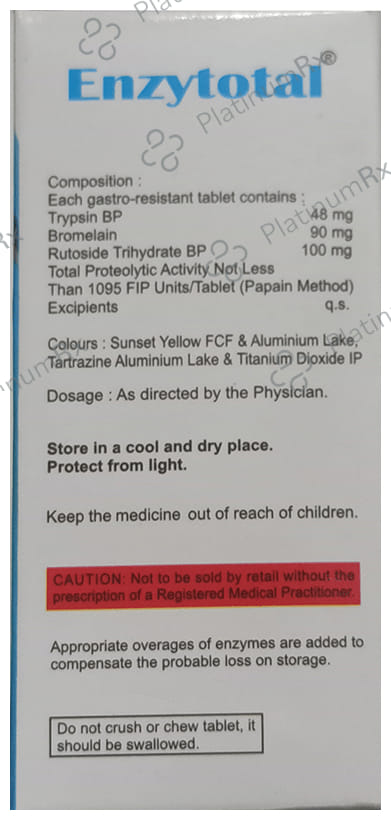 Enzytotal®
Composition :
Each gastro-resistant tablet contains :
Trypsin BP 48 mg
Bromelain 90 mg
Rutoside Trihydrate BP 100 mg
Total Proteolytic Activity Not Less
Than 1095 FIP Units/Tablet (Papain Method)
Excipients q.s.
Colours : Sunset Yellow FCF & Aluminium Lake,
Tartrazine Aluminium Lake & Titanium Dioxide IP
Dosage : As directed by the Physician.
Store in a cool and dry place.
Protect from light.
Keep the medicine out of reach of children.
CAUTION: Not to be sold by retail without the
prescription of a Registered Medical Practitioner.
Appropriate overages of enzymes are added to
compensate the probable loss on storage.
Do not crush or chew tablet, it
should be swallowed.
PlatinumRx
PlatinumRx
PlatinumRx